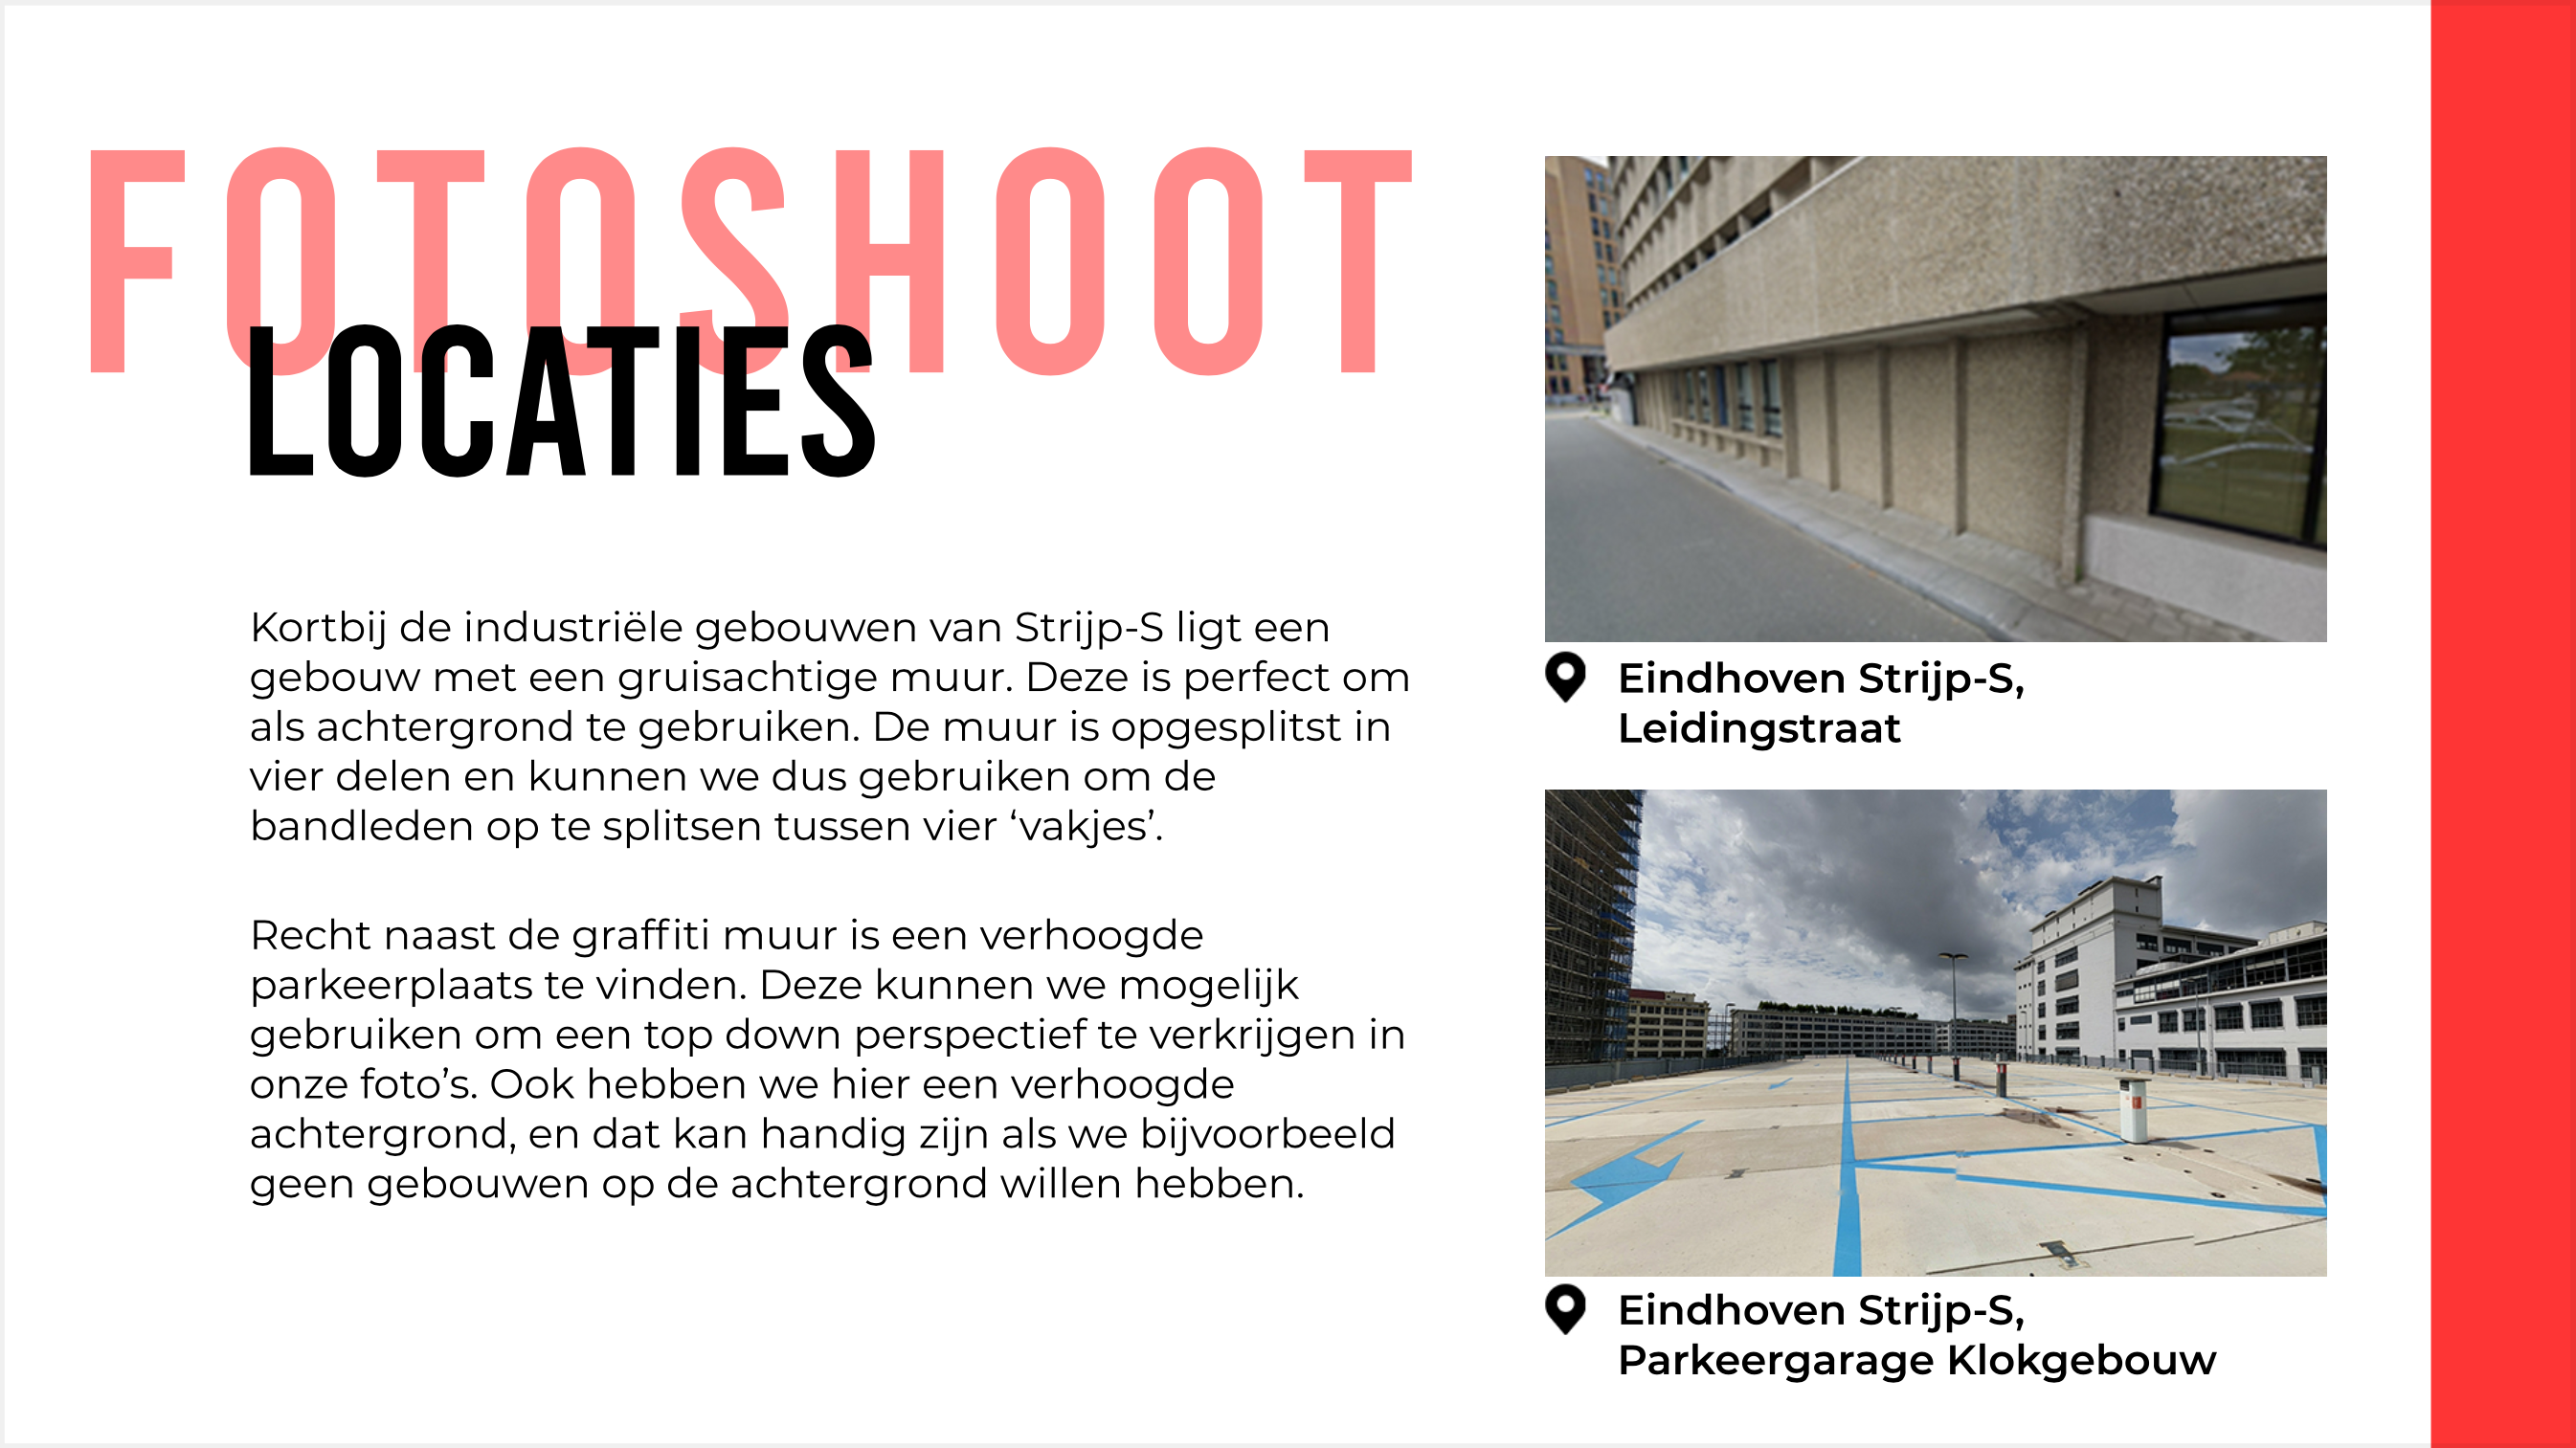 FOTOSHOOT
LOCATIES
Kortbij de industriële gebouwen van Strijp-S ligt een
gebouw met een gruisachtige muur. Deze is perfect om
als achtergrond te gebruiken. De muur is opgesplitst in
vier delen en kunnen we dus gebruiken om de
bandleden op te splitsen tussen vier ‘vakjes’.
Recht naast de graffiti muur is een verhoogde
parkeerplaats te vinden. Deze kunnen we mogelijk
gebruiken om een top down perspectief te verkrijgen in
onze foto’s. Ook hebben we hier een verhoogde
achtergrond, en dat kan handig zijn als we bijvoorbeeld
geen gebouwen op de achtergrond willen hebben.
Eindhoven Strijp-S,
Leidingstraat
Eindhoven Strijp-S,
Parkeergarage Klokgebouw